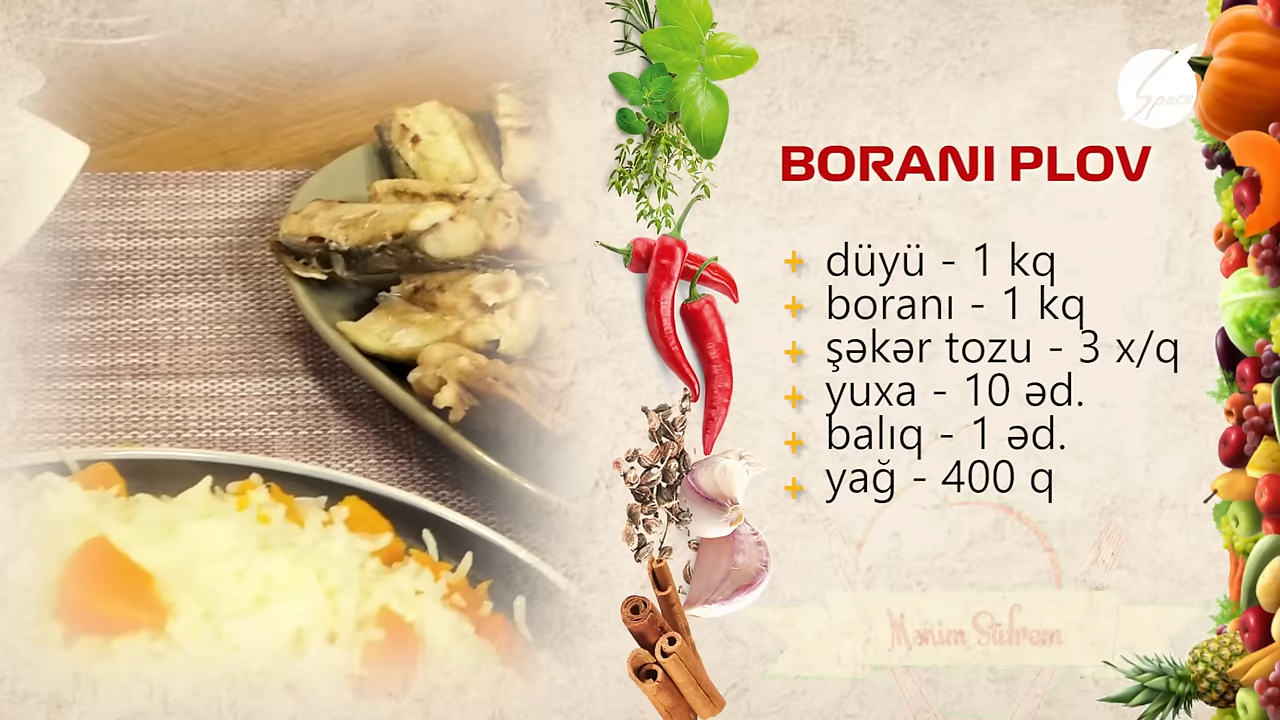 Space
BORANI PLOV
+ düyü - 1 kq
+ boranı - 1 kq
+ şəkər tozu - 3 x/q
+ yuxa - 10 əd.
+ balıq - 1 əd.
+ yağ - 400 q
Mənim Süfrəm